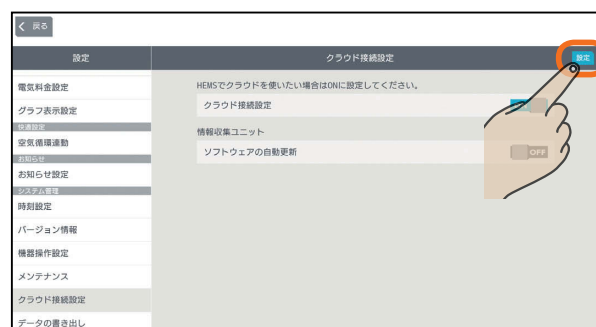 戻る
設定
クラウド接続設定
設定
電気料金設定
グラフ表示設定
快適設定
空気循環連動
お知らせ
お知らせ設定
システム管理
時刻設定
バージョン情報
機器操作設定
メンテナンス
クラウド接続設定
データの書き出し
HEMSでクラウドを使いたい場合はONに設定してください。
クラウド接続設定
情報収集ユニット
ソフトウェアの自動更新
OFF